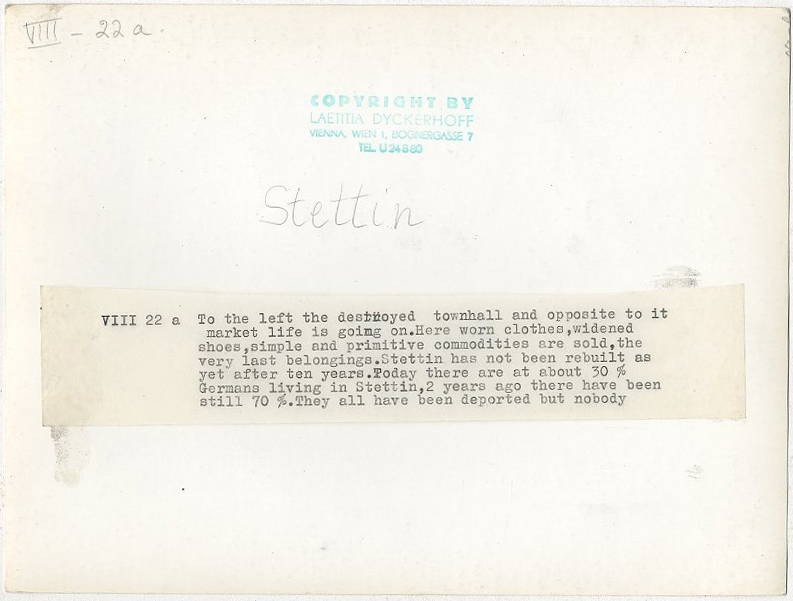 VIII – 22 a.
COPYRIGHT BY
LAETITIA DYCKERHOFF
VIENNA, WIEN I, BOGNERGASSE 7
TEL. U 24 8 80
Stettin
VIII 22 a To the left the destroyed townhall and opposite to it
market life is going on.Here worn clothes,widened
shoes,simple and primitive commodities are sold,the
very last belongings.Stettin has not been rebuilt as
yet after ten years.Today there are at about 30 %
Germans living in Stettin,2 years ago there have been
still 70 %.They all have been deported but nobody